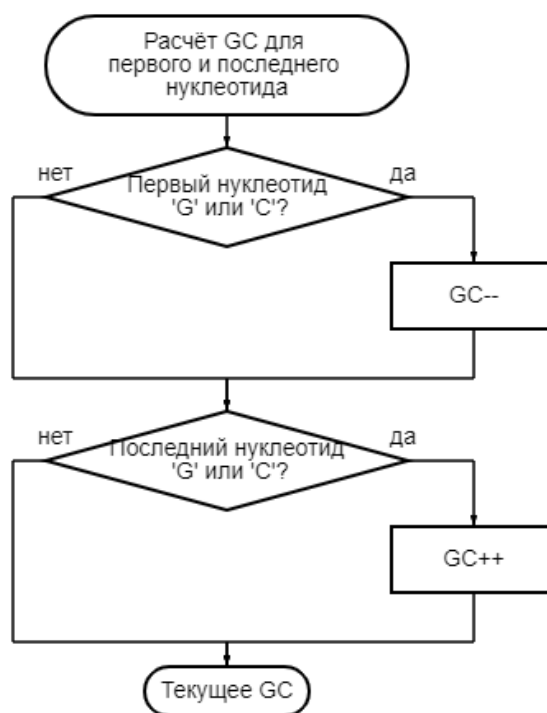 Расчёт GC для
первого и последнего
нуклеотида
нет
да
Первый нуклеотид
'G' или 'C'?
GC--
нет
да
Последний нуклеотид
'G' или 'C'?
GC++
Текущее GC